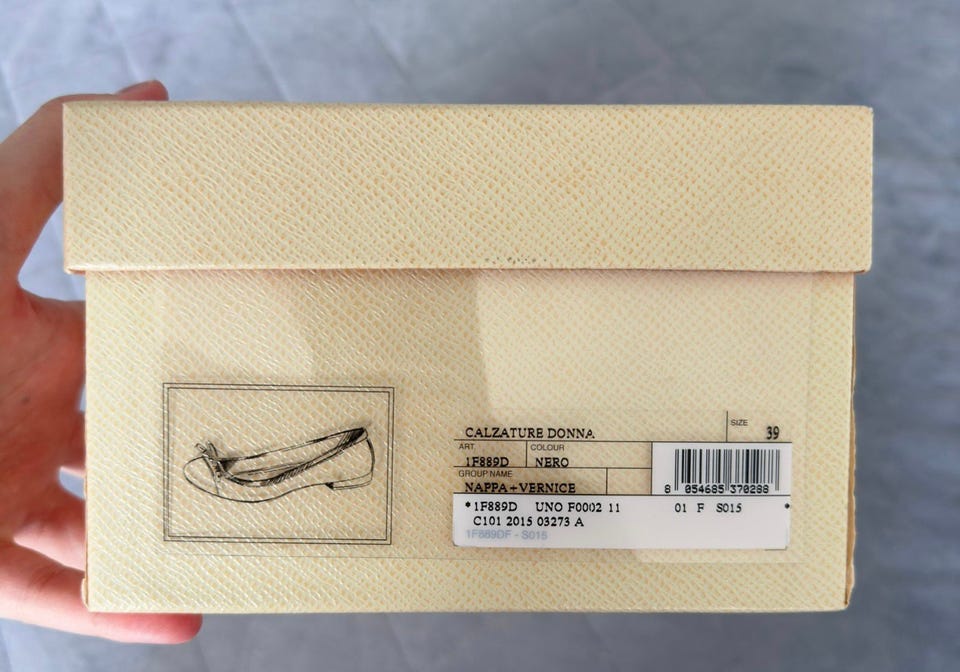 SIZE
CALZATURE DONNA 39
ART. COLOUR
1F889D NERO
GROUP NAME
NAPPA+VERNICE
8 054685 370288
*1F889D UNO F0002 11 01 F S015 *
C101 2015 03273 A
1F889DF - S015